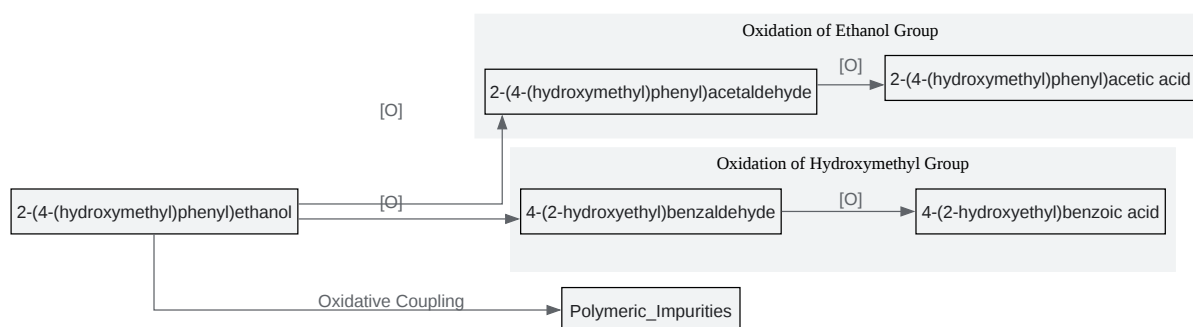 Oxidation of Ethanol Group
[O]
2-(4-(hydroxymethyl)phenyl)acetaldehyde
2-(4-(hydroxymethyl)phenyl)acetic acid
[O]
Oxidation of Hydroxymethyl Group
2-(4-(hydroxymethyl)phenyl)ethanol
[O]
4-(2-hydroxyethyl)benzaldehyde
[O]
4-(2-hydroxyethyl)benzoic acid
Oxidative Coupling
Polymeric_Impurities